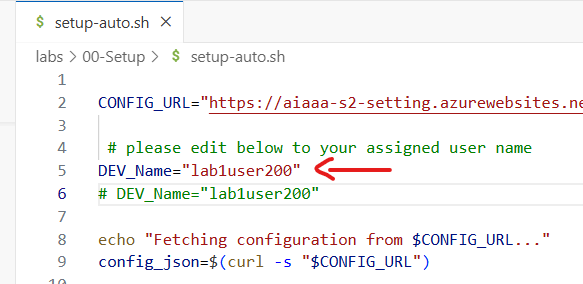 $ setup-auto.sh ×
labs > 00-Setup > $ setup-auto.sh
1
2 CONFIG_URL="https://aiaaa-s2-setting.azurewebsites.ne
3
4 # please edit below to your assigned user name
5 DEV_Name="lab1user200"
6 # DEV_Name="lab1user200"
7
8 echo "Fetching configuration from $CONFIG_URL..."
9 config_json=$(curl -s "$CONFIG_URL")
10